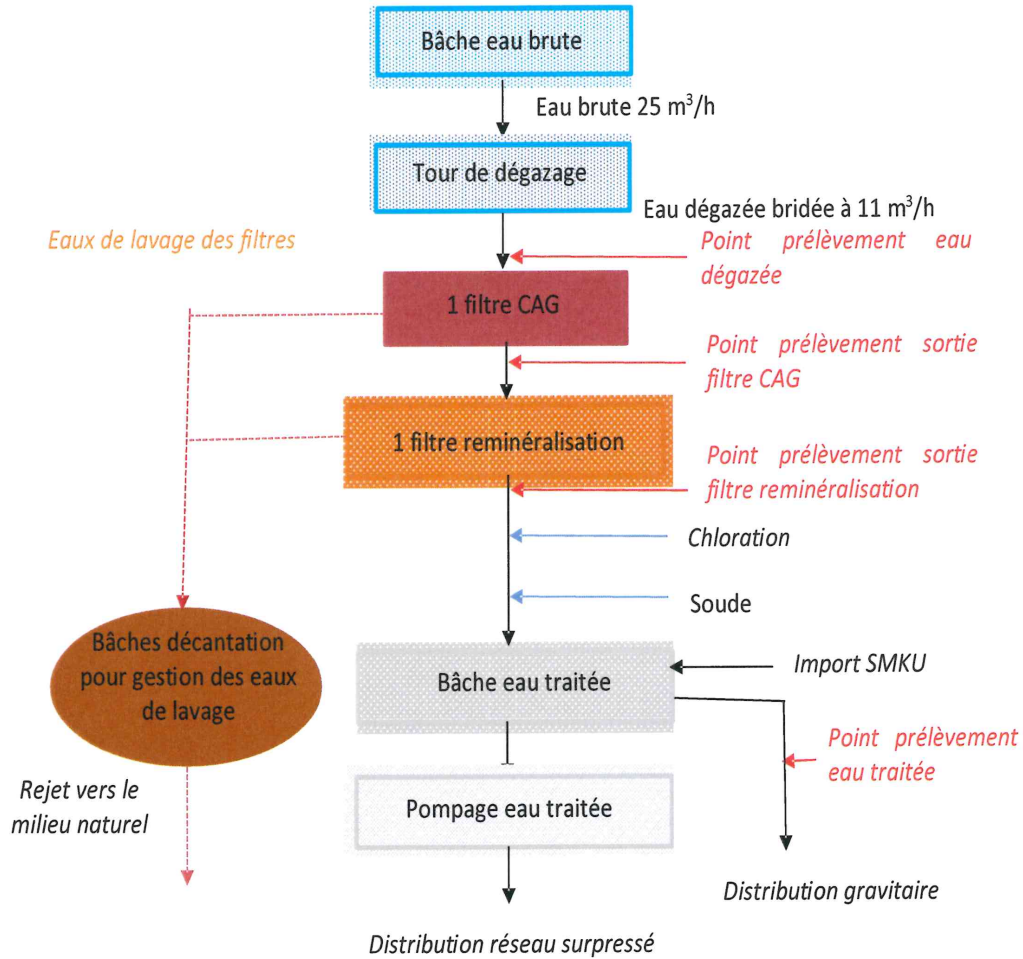 Bâche eau brute
Eau brute 25 m³/h
Tour de dégazage
Eau dégazée bridée à 11 m³/h
Eaux de lavage des filtres
Point prélèvement eau
dégazée
1 filtre CAG
Point prélèvement sortie
filtre CAG
1 filtre reminéralisation
Point prélèvement sortie
filtre reminéralisation
Chloration
Soude
Bâches décantation
pour gestion des eaux
de lavage
Import SMKU
Bâche eau traitée
Point prélèvement
eau traitée
Rejet vers le
milieu naturel
Pompage eau traitée
Distribution gravitaire
Distribution réseau surpressé